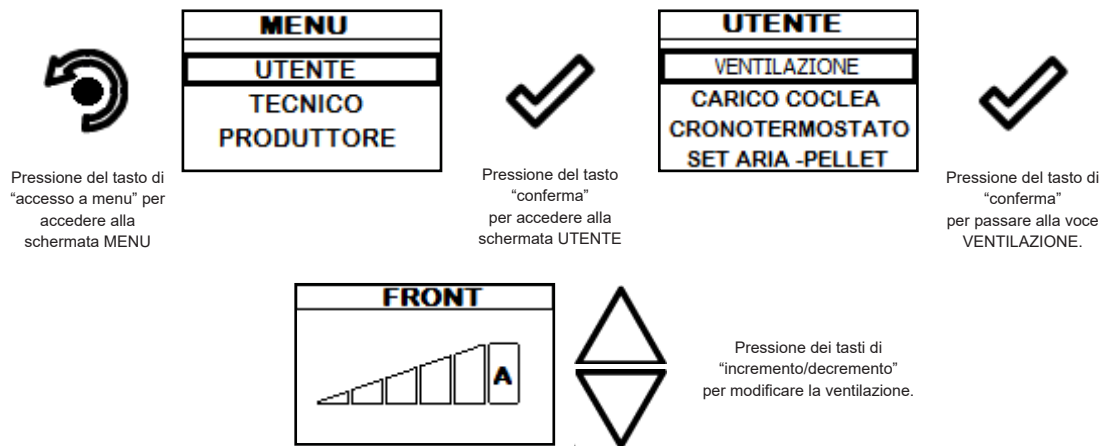 MENU
UTENTE
TECNICO
PRODUTTORE
Pressione del tasto di
“accesso a menu” per
accedere alla
schermata MENU
Pressione del tasto
“conferma”
per accedere alla
schermata UTENTE
UTENTE
VENTILAZIONE
CARICO COCLEA
CRONOTERMOSTATO
SET ARIA -PELLET
Pressione del tasto di
“conferma”
per passare alla voce
VENTILAZIONE.
FRONT
A
Pressione dei tasti di
“incremento/decremento”
per modificare la ventilazione.